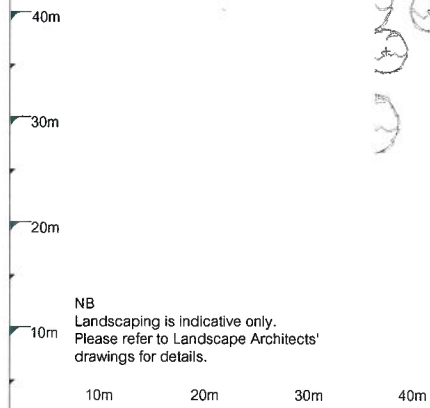 40m
30m
20m
10m
NB
Landscaping is indicative only.
Please refer to Landscape Architects'
drawings for details.
10m 20m 30m 40m